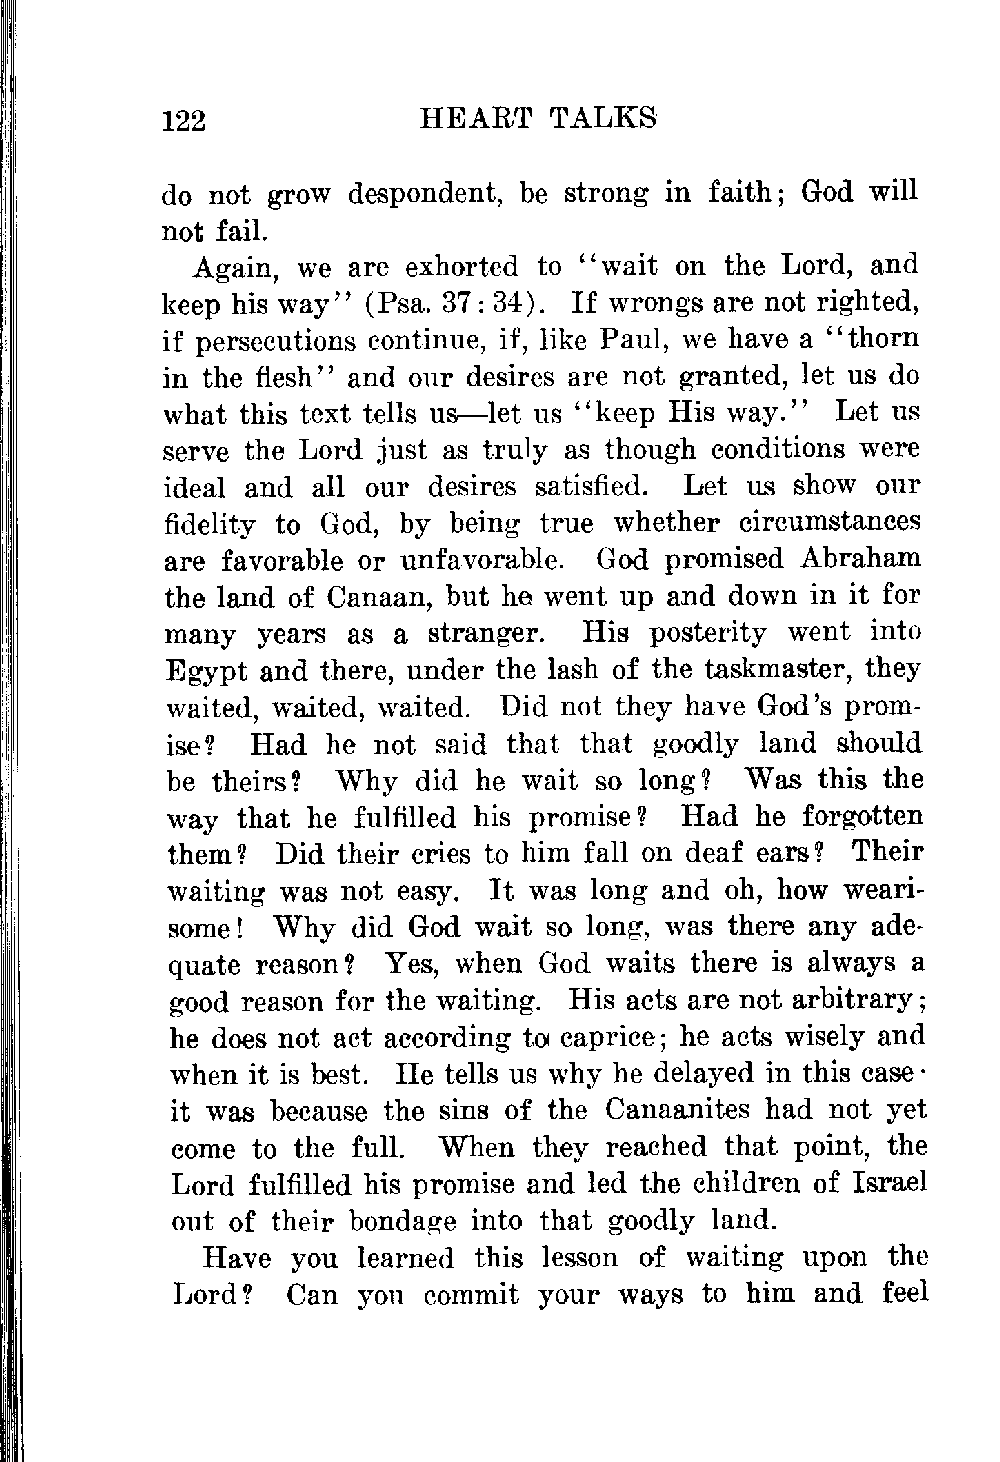 122 HEART TALKS
do not grow despondent, be strong in faith; God will
not fail.
Again, we are exhorted to "wait on the Lord, and
keep his way" (Psa. 37:34). If wrongs are not righted,
if persecutions continue, if, like Paul, we have a "thorn
in the flesh" and our desires are not granted, let us do
what this text tells us—let us "keep His way." Let us
serve the Lord just as truly as though conditions were
ideal and all our desires satisfied. Let us show our
fidelity to God, by being true whether circumstances
are favorable or unfavorable. God promised Abraham
the land of Canaan, but he went up and down in it for
many years as a stranger. His posterity went into
Egypt and there, under the lash of the taskmaster, they
waited, waited, waited. Did not they have God's prom-
ise? Had he not said that that goodly land should
be theirs? Why did he wait so long? Was this the
way that he fulfilled his promise? Had he forgotten
them? Did their cries to him fall on deaf ears? Their
waiting was not easy. It was long and oh, how weari-
some! Why did God wait so long, was there any ade-
quate reason? Yes, when God waits there is always a
good reason for the waiting. His acts are not arbitrary;
he does not act according to caprice; he acts wisely and
when it is best. He tells us why he delayed in this case·
it was because the sins of the Canaanites had not yet
come to the full. When they reached that point, the
Lord fulfilled his promise and led the children of Israel
out of their bondage into that goodly land.
Have you learned this lesson of waiting upon the
Lord? Can you commit your ways to him and feel